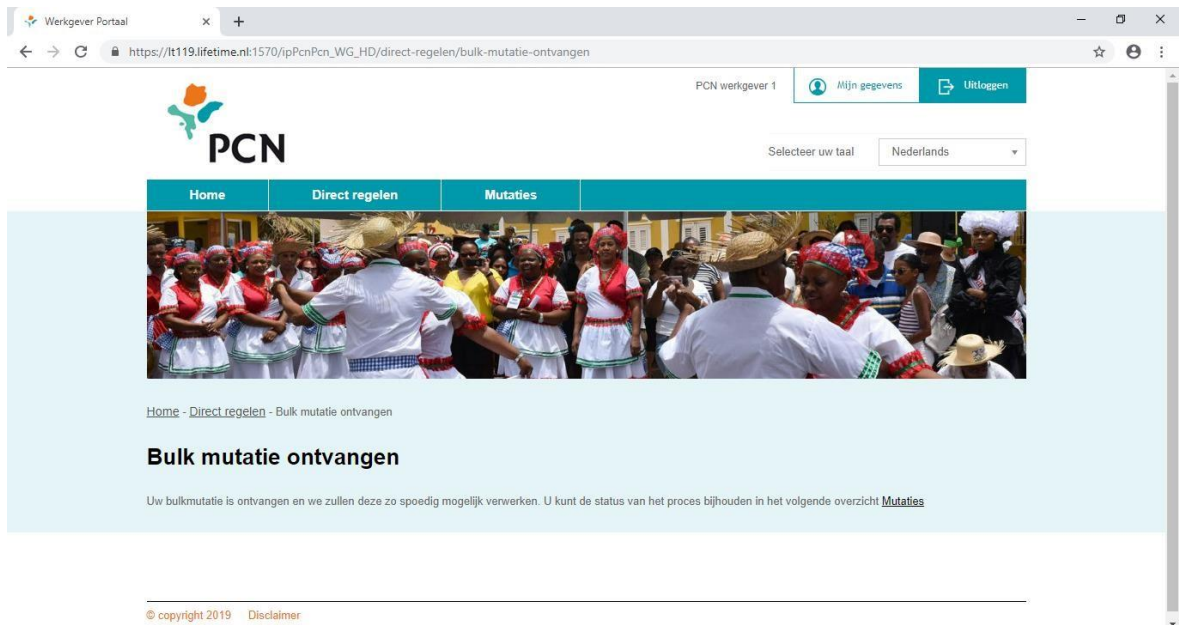 Werkgever Portaal
https://lt119.lifetime.nl:1570/ipPcnPcn_WG_HD/direct-regelen/bulk-mutatie-ontvangen
PCN werkgever 1 Mijn gegevens Uitloggen
PCN
Selecteer uw taal Nederlands
Home Direct regelen Mutaties
Home - Direct regelen - Bulk mutatie ontvangen
Bulk mutatie ontvangen
Uw bulkmutatie is ontvangen en we zullen deze zo spoedig mogelijk verwerken. U kunt de status van het proces bijhouden in het volgende overzicht Mutaties
© copyright 2019 Disclaimer